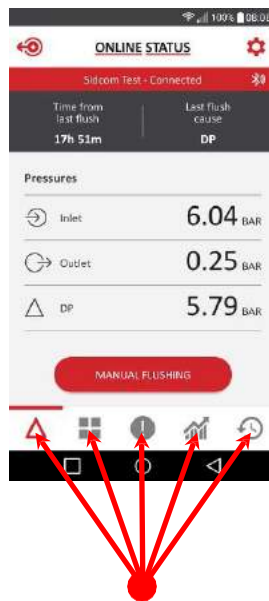 100% 08:08
ONLINE STATUS
Sidcom Test - Connected
Time from
last flush
17h 51m
Last flush
cause
DP
Pressures
Inlet 6.04 BAR
Outlet 0.25 BAR
DP 5.79 BAR
MANUAL FLUSHING